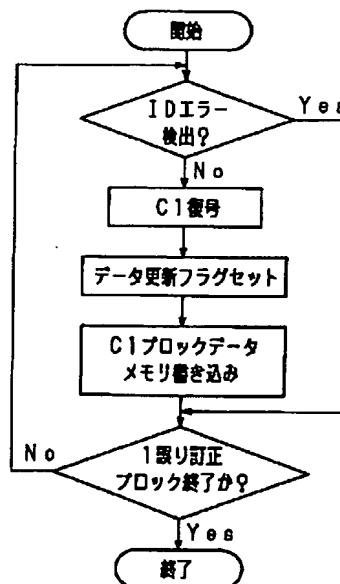 開始
IDエラー
検出?
Yes
No
C1復号
データ更新フラグセット
C1ブロックデータ
メモリ書き込み
1誤り訂正
ブロック終了か?
No
Yes
終了